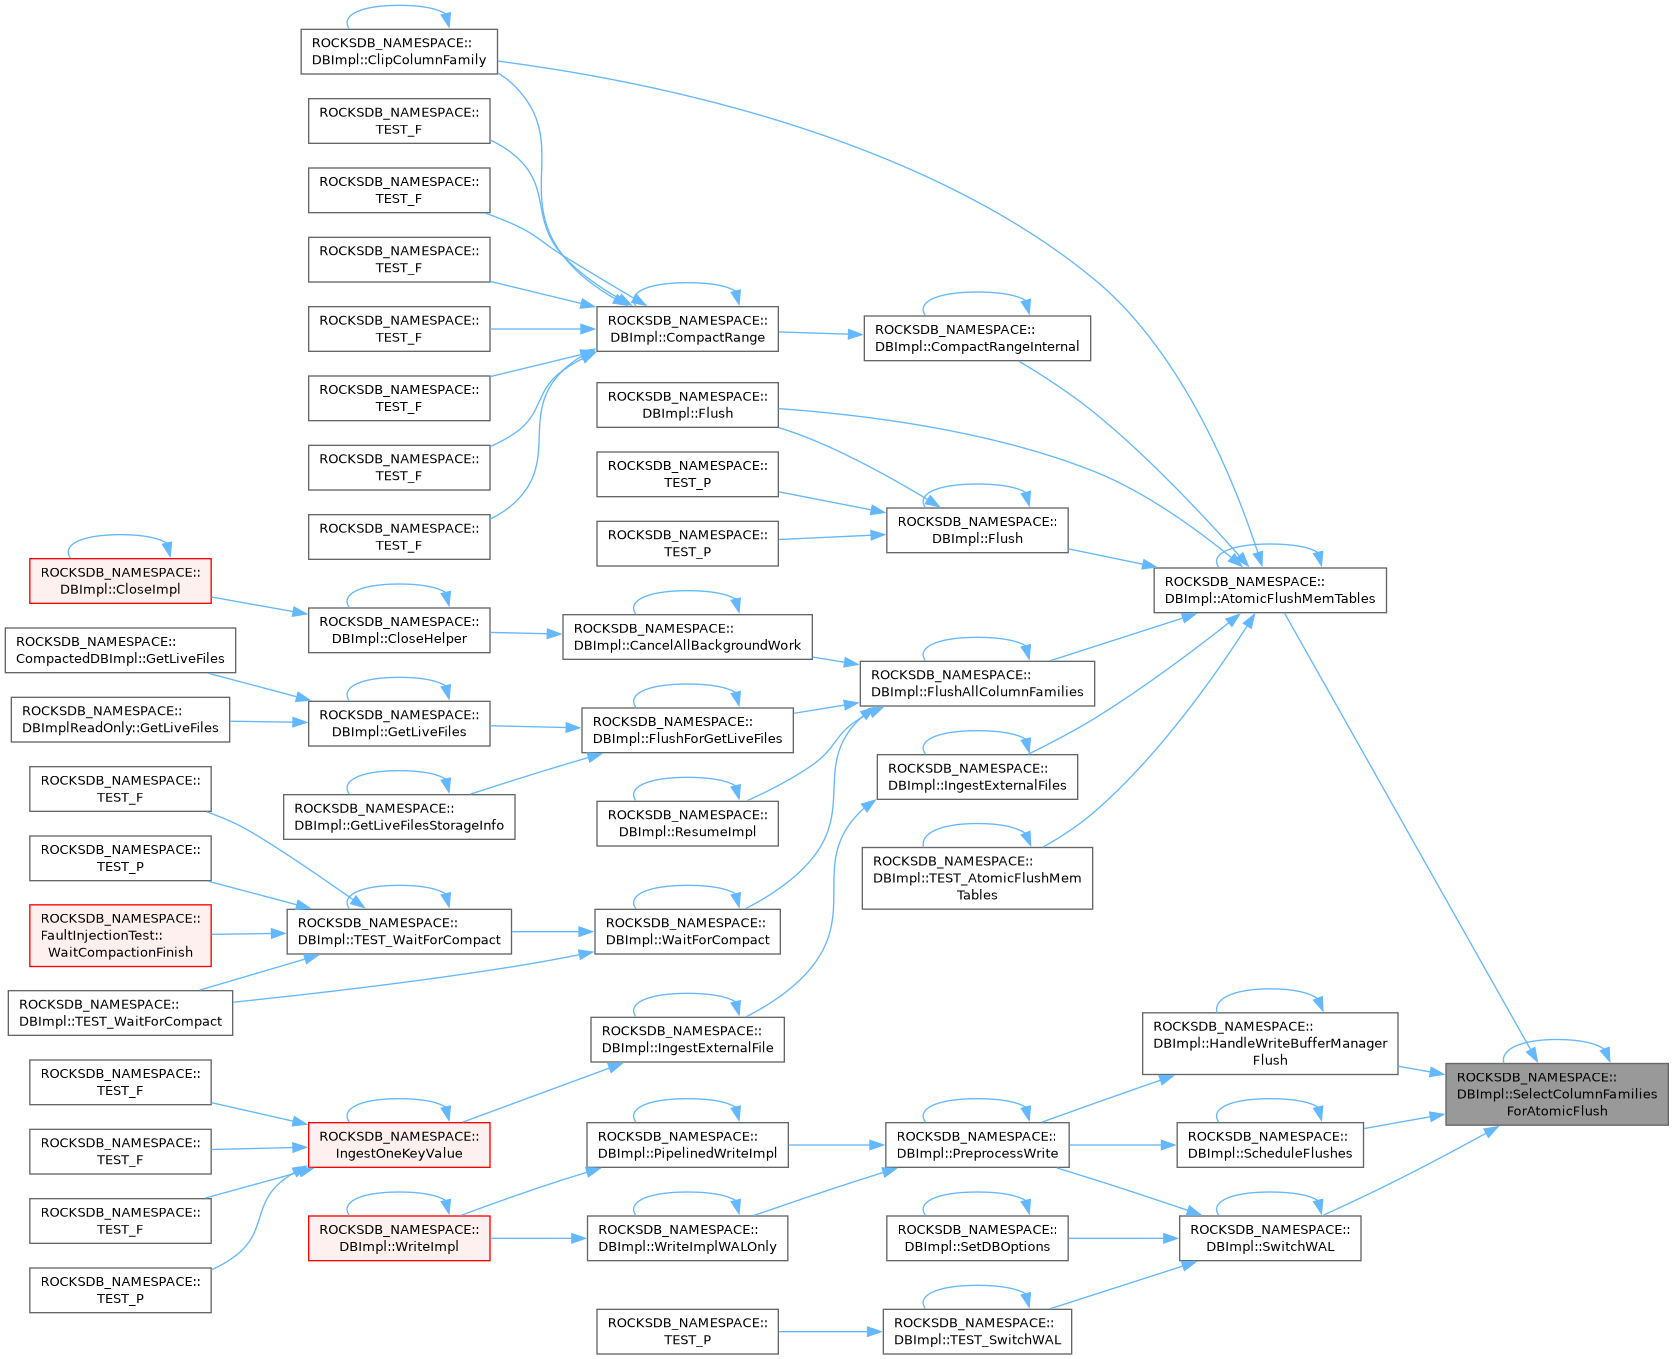 ROCKSDB_NAMESPACE::
DBImpl::ClipColumnFamily
ROCKSDB_NAMESPACE::
TEST_F
ROCKSDB_NAMESPACE::
TEST_F
ROCKSDB_NAMESPACE::
TEST_F
ROCKSDB_NAMESPACE::
TEST_F
ROCKSDB_NAMESPACE::
TEST_F
ROCKSDB_NAMESPACE::
TEST_F
ROCKSDB_NAMESPACE::
TEST_F
ROCKSDB_NAMESPACE::
DBImpl::CompactRange
ROCKSDB_NAMESPACE::
DBImpl::CompactRangeInternal
ROCKSDB_NAMESPACE::
DBImpl::Flush
ROCKSDB_NAMESPACE::
TEST_P
ROCKSDB_NAMESPACE::
TEST_P
ROCKSDB_NAMESPACE::
DBImpl::Flush
ROCKSDB_NAMESPACE::
DBImpl::AtomicFlushMemTables
ROCKSDB_NAMESPACE::
DBImpl::CloseImpl
ROCKSDB_NAMESPACE::
DBImpl::CloseHelper
ROCKSDB_NAMESPACE::
DBImpl::CancelAllBackgroundWork
ROCKSDB_NAMESPACE::
DBImpl::FlushAllColumnFamilies
ROCKSDB_NAMESPACE::
CompactedDBImpl::GetLiveFiles
ROCKSDB_NAMESPACE::
DBImplReadOnly::GetLiveFiles
ROCKSDB_NAMESPACE::
DBImpl::GetLiveFiles
ROCKSDB_NAMESPACE::
DBImpl::FlushForGetLiveFiles
ROCKSDB_NAMESPACE::
DBImpl::IngestExternalFiles
ROCKSDB_NAMESPACE::
TEST_F
ROCKSDB_NAMESPACE::
DBImpl::GetLiveFilesStorageInfo
ROCKSDB_NAMESPACE::
DBImpl::ResumeImpl
ROCKSDB_NAMESPACE::
DBImpl::TEST_AtomicFlushMem
Tables
ROCKSDB_NAMESPACE::
TEST_P
ROCKSDB_NAMESPACE::
FaultInjectionTest::
WaitCompactionFinish
ROCKSDB_NAMESPACE::
DBImpl::TEST_WaitForCompact
ROCKSDB_NAMESPACE::
DBImpl::WaitForCompact
ROCKSDB_NAMESPACE::
DBImpl::TEST_WaitForCompact
ROCKSDB_NAMESPACE::
DBImpl::IngestExternalFile
ROCKSDB_NAMESPACE::
DBImpl::HandleWriteBufferManager
Flush
ROCKSDB_NAMESPACE::
DBImpl::SelectColumnFamilies
ForAtomicFlush
ROCKSDB_NAMESPACE::
TEST_F
ROCKSDB_NAMESPACE::
TEST_F
ROCKSDB_NAMESPACE::
TEST_F
ROCKSDB_NAMESPACE::
TEST_P
ROCKSDB_NAMESPACE::
IngestOneKeyValue
ROCKSDB_NAMESPACE::
DBImpl::PipelinedWriteImpl
ROCKSDB_NAMESPACE::
DBImpl::PreprocessWrite
ROCKSDB_NAMESPACE::
DBImpl::ScheduleFlushes
ROCKSDB_NAMESPACE::
DBImpl::WriteImpl
ROCKSDB_NAMESPACE::
DBImpl::WriteImplWALOnly
ROCKSDB_NAMESPACE::
DBImpl::SetDBOptions
ROCKSDB_NAMESPACE::
DBImpl::SwitchWAL
ROCKSDB_NAMESPACE::
TEST_P
ROCKSDB_NAMESPACE::
DBImpl::TEST_SwitchWAL